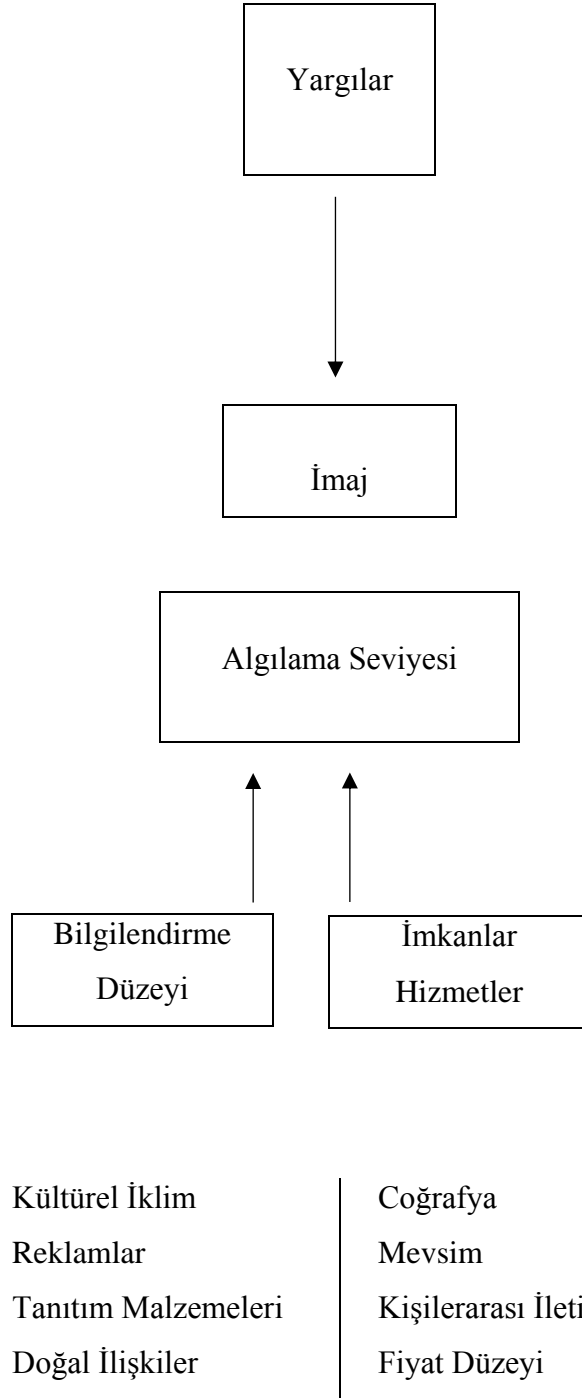 Yargılar
İmaj
Algılama Seviyesi
Bilgilendirme
Düzeyi
İmkanlar
Hizmetler
Kültürel İklim
Reklamlar
Tanıtım Malzemeleri
Doğal İlişkiler
Coğrafya
Mevsim
Kişilerarası
Fiyat Düzeyi